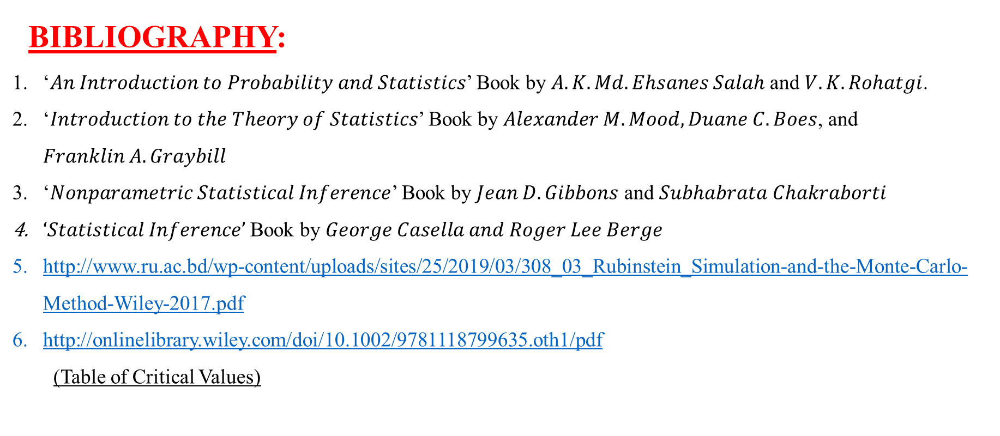 BIBLIOGRAPHY:
1. ‘An Introduction to Probability and Statistics’ Book by A. K. Md. Ehsanes Salah and V. K. Rohatgi.
2. ‘Introduction to the Theory of Statistics’ Book by Alexander M. Mood, Duane C. Boes, and
Franklin A. Graybill
3. ‘Nonparametric Statistical Inference’ Book by Jean D. Gibbons and Subhabrata Chakraborti
4. ‘Statistical Inference’ Book by George Casella and Roger Lee Berge
5. http://www.ru.ac.bd/wp-content/uploads/sites/25/2019/03/308_03_Rubinstein_Simulation-and-the-Monte-Carlo-
Method-Wiley-2017.pdf
6. http://onlinelibrary.wiley.com/doi/10.1002/9781118799635.oth1/pdf
(Table of Critical Values)